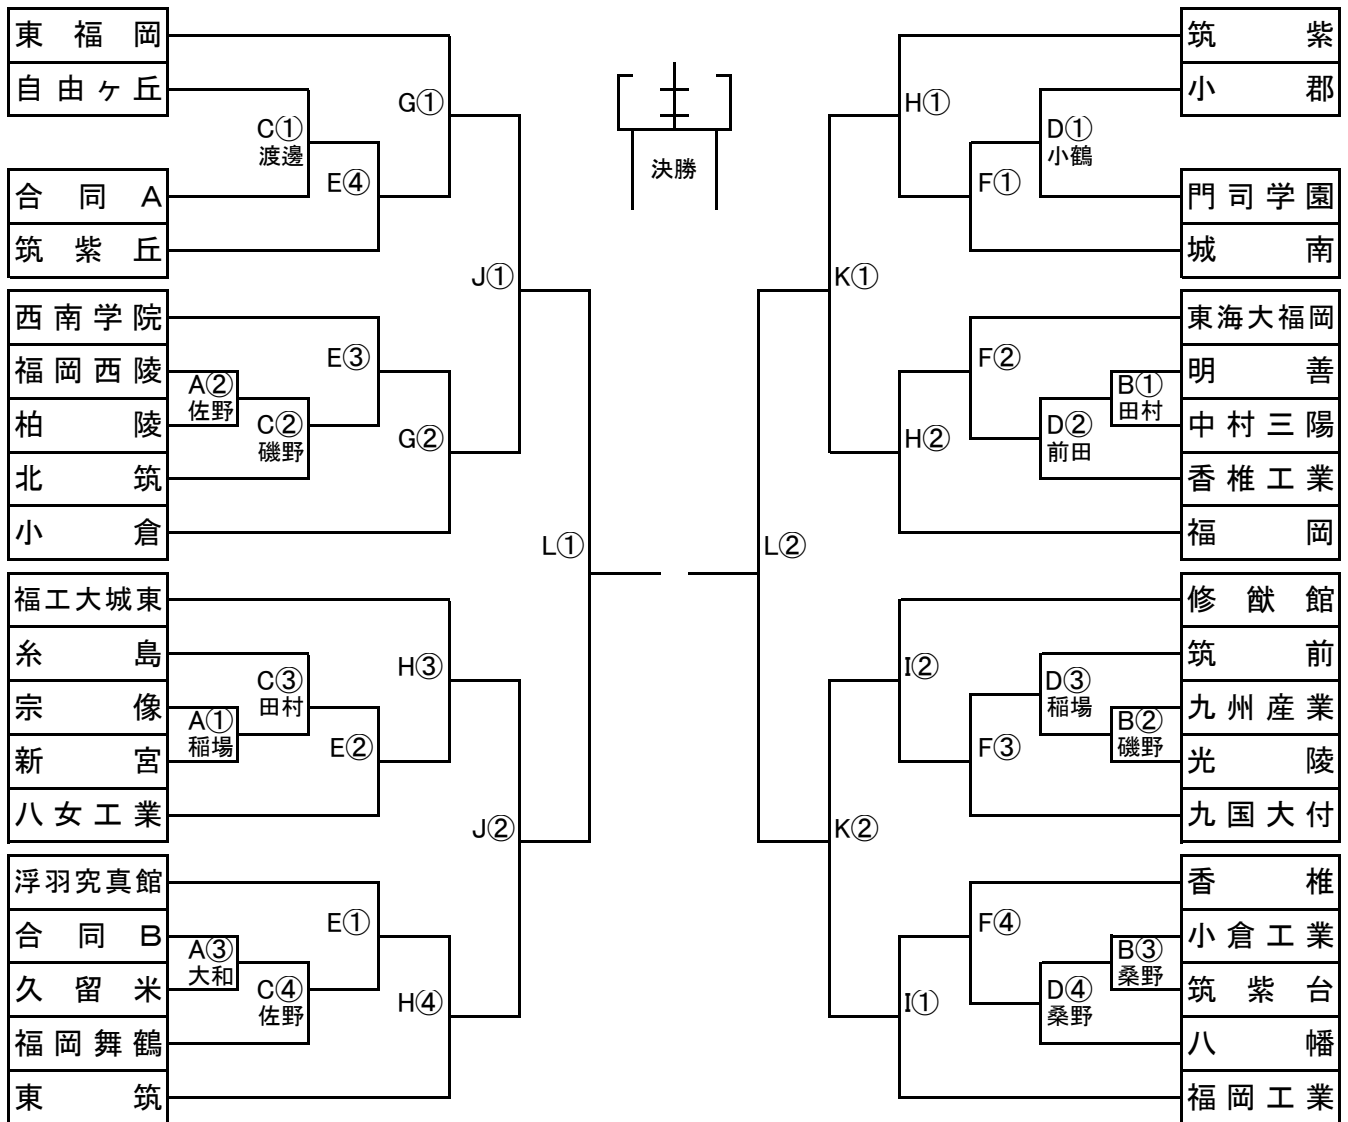 東福岡
自由ヶ丘
合同A
筑紫丘
西南学院
福岡西陵
柏陵
北筑
小倉
福工大城東
糸島
宗像
新宮
八女工業
浮羽究真館
合同B
久留米
福岡舞鶴
東筑
C①
渡邊
A②
佐野
C②
磯野
C③
田村
A①
稲場
A③
大和
C④
佐野
E④
E③
E②
E①
G①
G②
H③
H④
J①
J②
L①
決勝
L②
K①
K②
H①
H②
I②
I①
F①
F②
F③
F④
D①
小鶴
B①
田村
D②
前田
D③
稲場
B②
磯野
B③
桑野
D④
桑野
筑紫
小郡
門司学園
城南
東海大福岡
明善
中村三陽
香椎工業
福岡
修猷館
筑前
九州産業
光陵
九国大付
香椎
小倉工業
筑紫台
八幡
福岡工業